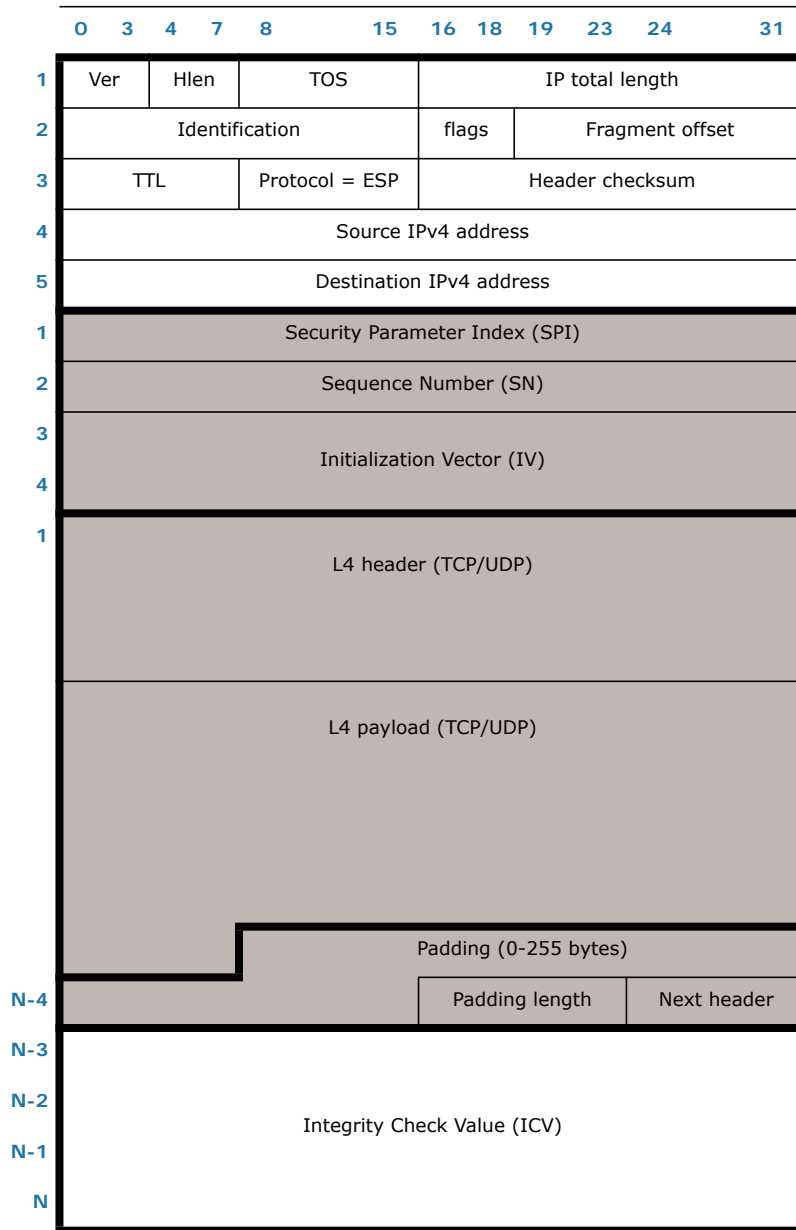 0 3 4 7 8 15 16 18 19 23 24 31
1 Ver Hlen TOS IP total length
2 Identification flags Fragment offset
3 TTL Protocol = ESP Header checksum
4 Source IPv4 address
5 Destination IPv4 address
1 Security Parameter Index (SPI)
2 Sequence Number (SN)
3
Initialization Vector (IV)
4
1
L4 header (TCP/UDP)
L4 payload (TCP/UDP)
Padding (0-255 bytes)
N-4 Padding length Next header
N-3
N-2
Integrity Check Value (ICV)
N-1
N